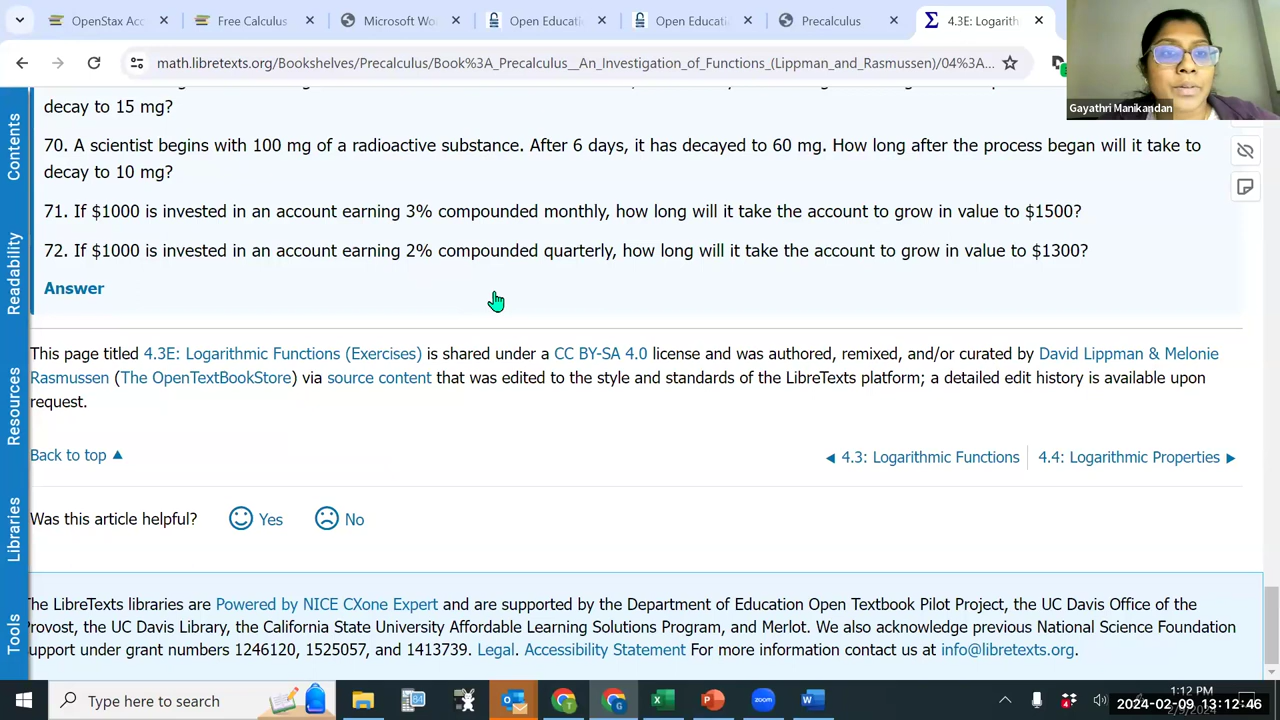 OpenStax Acc
Free Calculus
Microsoft Wo
Open Educati
Open Educati
Precalculus
4.3E: Logarith
math.libretexts.org/Bookshelves/Precalculus/Book%3A_Precalculus__An_Investigation_of_Functions_(Lippman_and_Rasmussen)/04%3A...
Gayathri Manikandan
Contents
Readability
Resources
Libraries
Tools
decay to 15 mg?
70. A scientist begins with 100 mg of a radioactive substance. After 6 days, it has decayed to 60 mg. How long after the process began will it take to
decay to 10 mg?
71. If $1000 is invested in an account earning 3% compounded monthly, how long will it take the account to grow in value to $1500?
72. If $1000 is invested in an account earning 2% compounded quarterly, how long will it take the account to grow in value to $1300?
Answer
This page titled 4.3E: Logarithmic Functions (Exercises) is shared under a CC BY-SA 4.0 license and was authored, remixed, and/or curated by David Lippman & Melonie
Rasmussen (The OpenTextBookStore) via source content that was edited to the style and standards of the LibreTexts platform; a detailed edit history is available upon
request.
Back to top ▲
◀ 4.3: Logarithmic Functions
4.4: Logarithmic Properties ▶
Was this article helpful?
Yes
No
The LibreTexts libraries are Powered by NICE CXone Expert and are supported by the Department of Education Open Textbook Pilot Project, the UC Davis Office of the
Provost, the UC Davis Library, the California State University Affordable Learning Solutions Program, and Merlot. We also acknowledge previous National Science Foundation
support under grant numbers 1246120, 1525057, and 1413739. Legal. Accessibility Statement For more information contact us at info@libretexts.org.
Type here to search
zoom
1:12 PM
2024-02-09 13:12:46